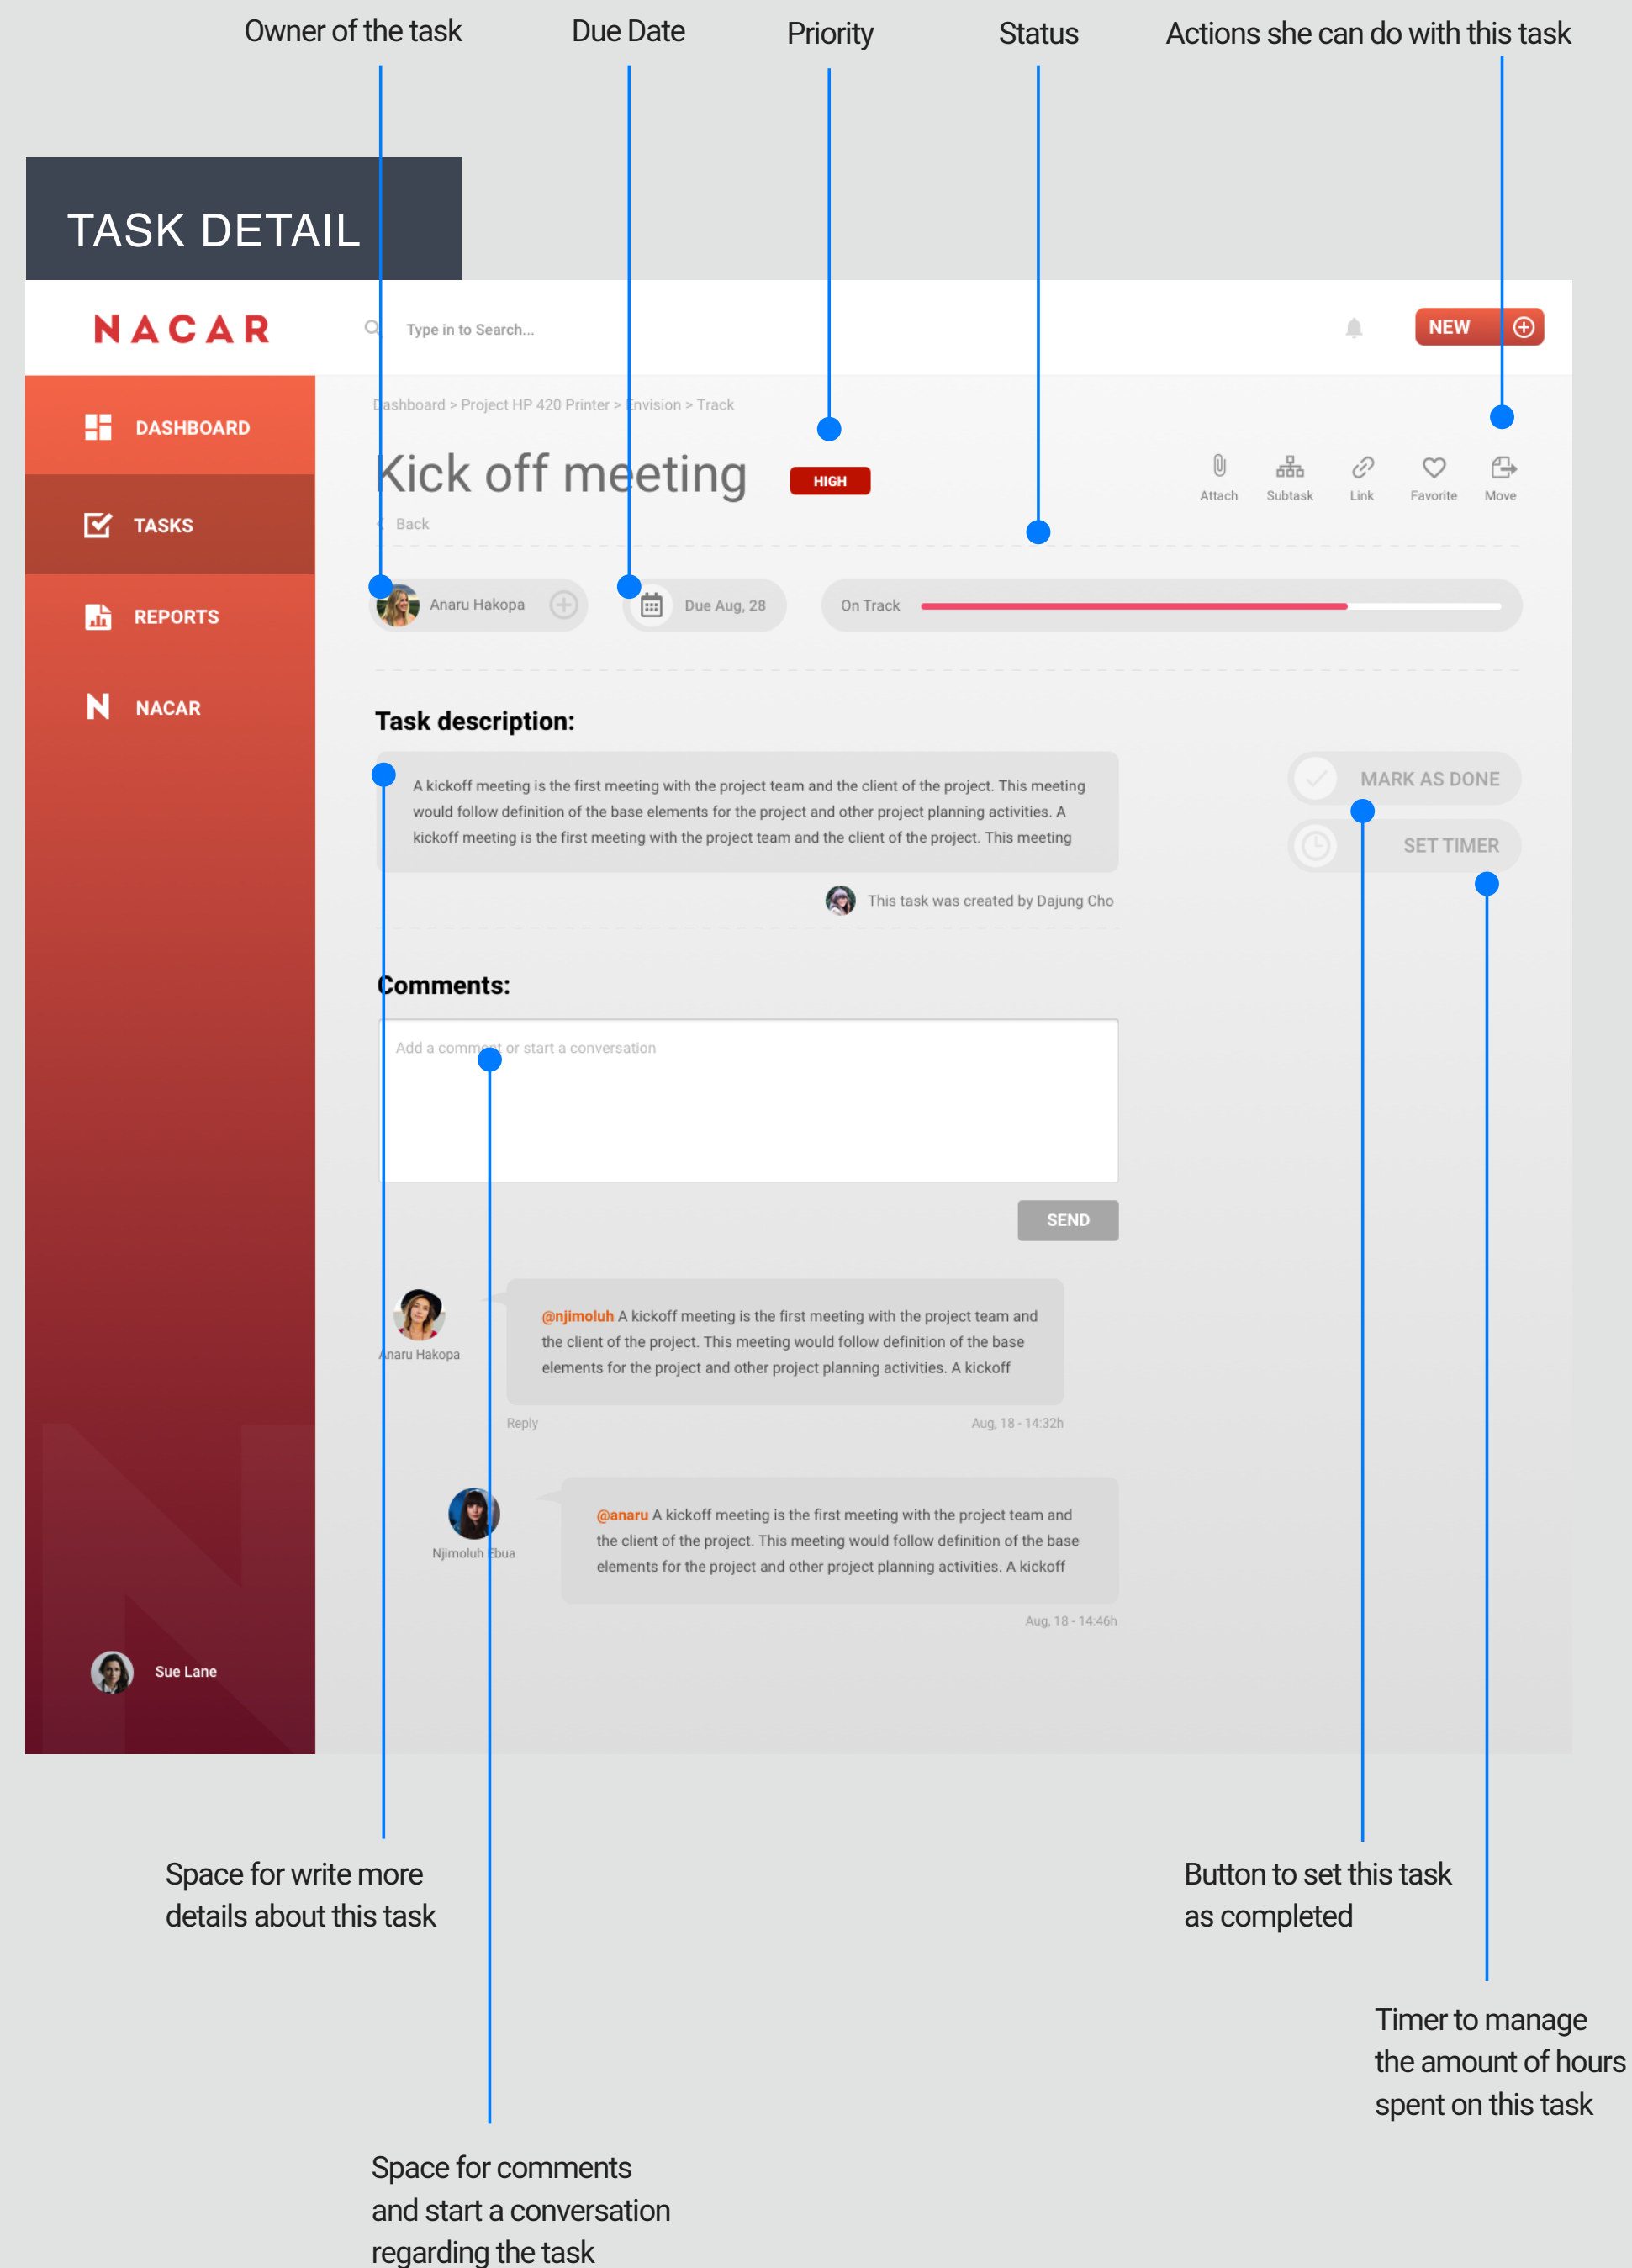 Owner of the task
Due Date
Priority
Status
Actions she can do with this task
TASK DETAIL
NACAR
Type in to Search...
NEW
DASHBOARD
TASKS
REPORTS
NACAR
Sue Lane
Dashboard > Project HP 420 Printer > Envision > Track
Kick off meeting
HIGH
Back
Attach
Subtask
Link
Favorite
Move
Anaru Hakopa
Due Aug, 28
On Track
Task description:
A kickoff meeting is the first meeting with the project team and the client of the project. This meeting
would follow definition of the base elements for the project and other project planning activities. A
kickoff meeting is the first meeting with the project team and the client of the project. This meeting
This task was created by Dajung Cho
MARK AS DONE
SET TIMER
Comments:
Add a comment or start a conversation
SEND
Anaru Hakopa
@njimoluh A kickoff meeting is the first meeting with the project team and
the client of the project. This meeting would follow definition of the base
elements for the project and other project planning activities. A kickoff
Reply
Aug, 18 - 14:32h
Njimoluh Ebua
@anaru A kickoff meeting is the first meeting with the project team and
the client of the project. This meeting would follow definition of the base
elements for the project and other project planning activities. A kickoff
Aug, 18 - 14:46h
Space for write more
details about this task
Button to set this task
as completed
Timer to manage
the amount of hours
spent on this task
Space for comments
and start a conversation
regarding the task